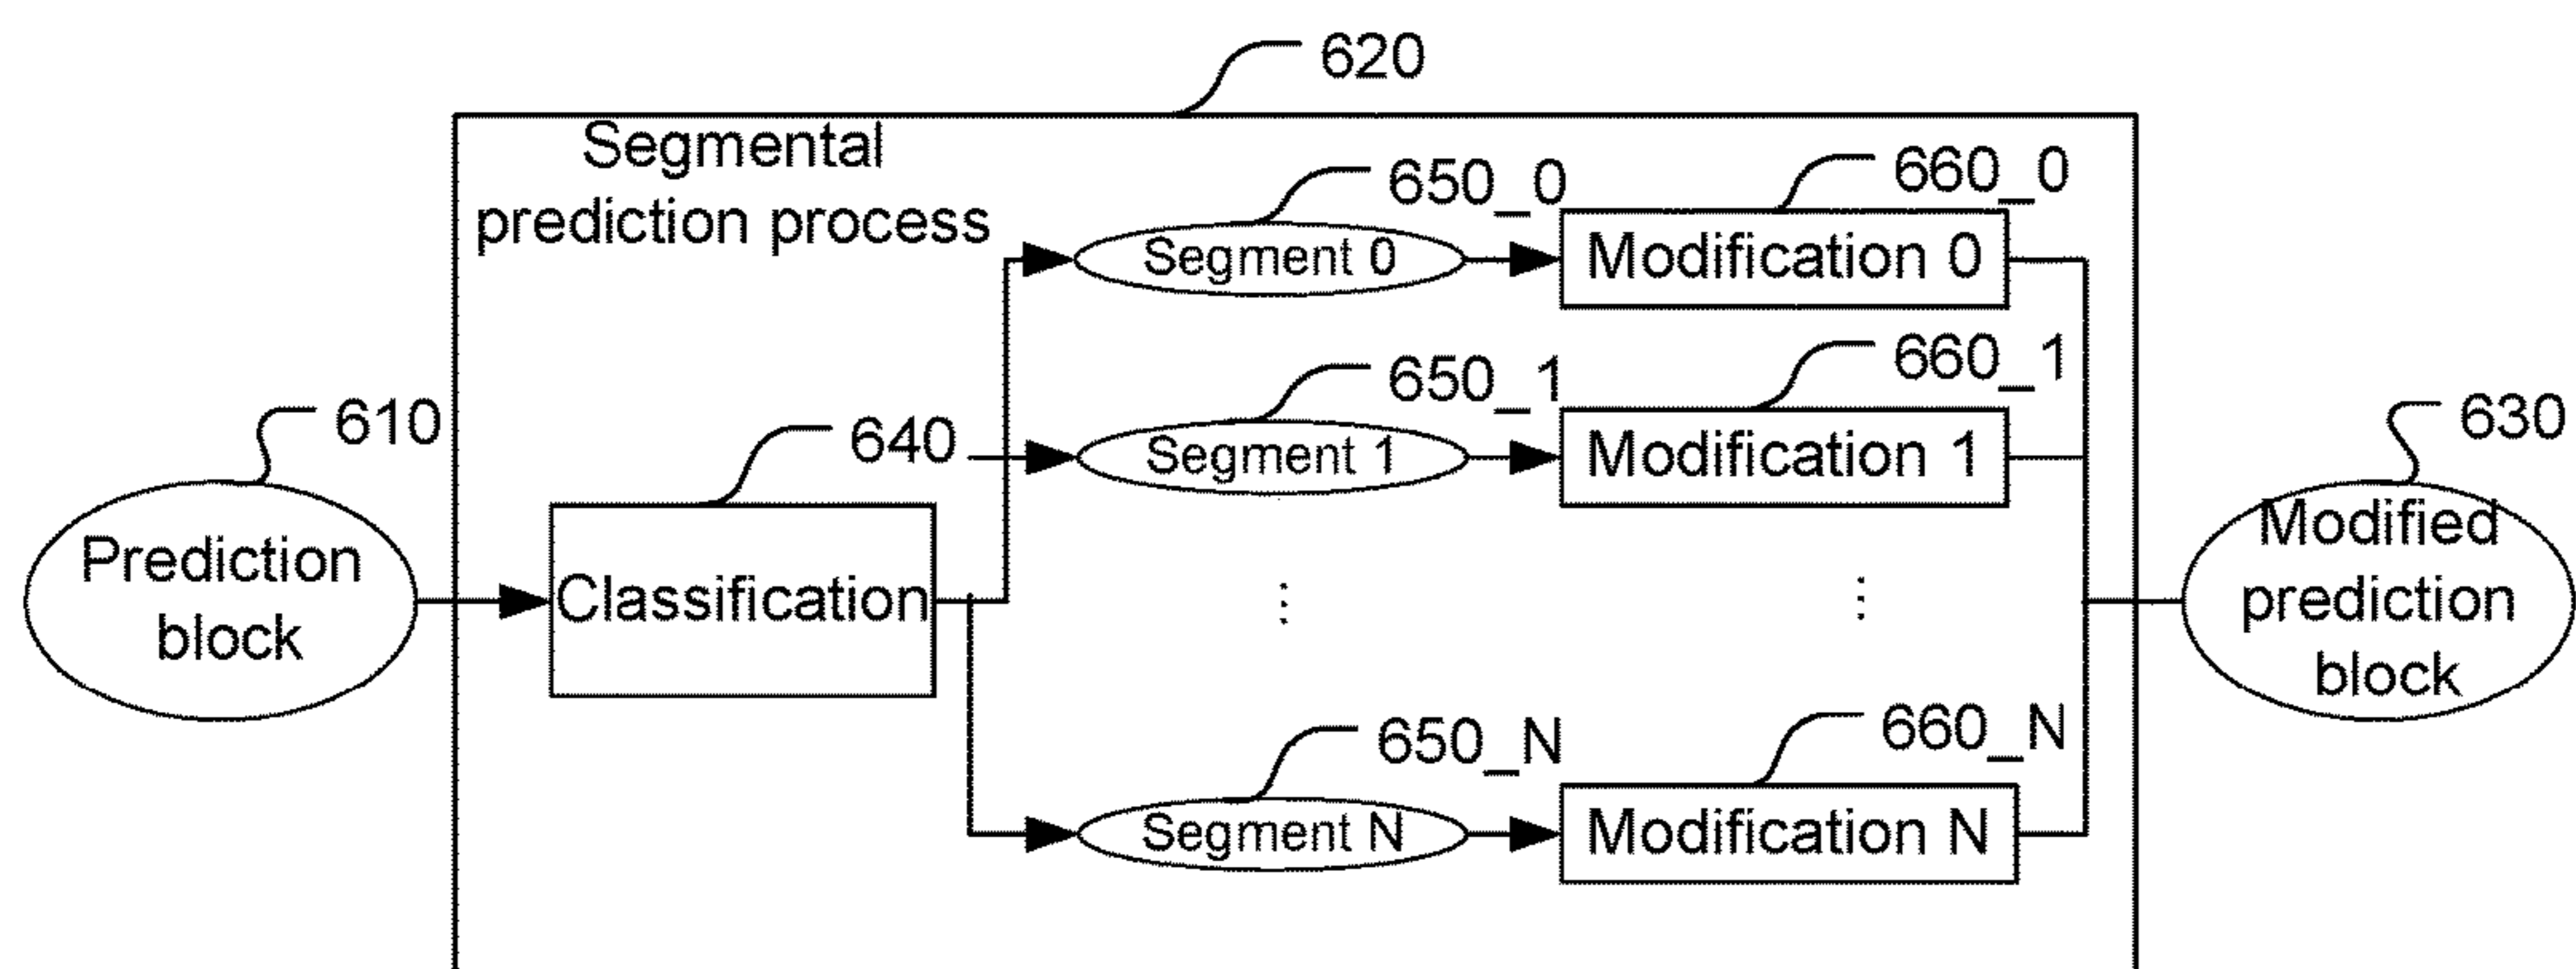 620
Segmental
prediction process
650_0
660_0
Segment 0
Modification 0
650_1
660_1
Segment 1
Modification 1
610
640
630
Prediction
block
Classification
Modified
prediction
block
650_N
660_N
Segment N
Modification N